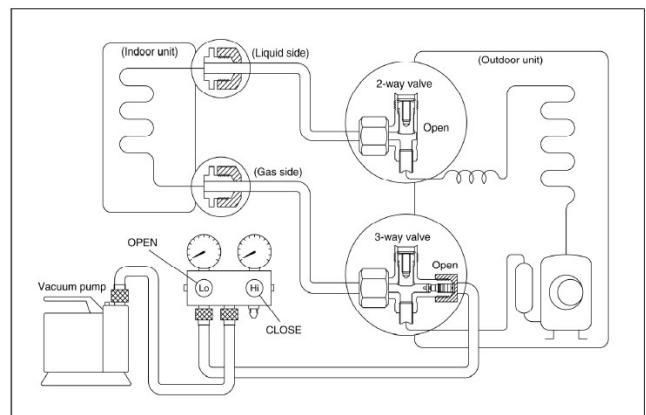 (Indoor unit)
(Liquid side)
(Outdoor unit)
2-way valve
Open
(Gas side)
3-way valve
Open
OPEN
Vacuum pump
Lo
Hi
CLOSE